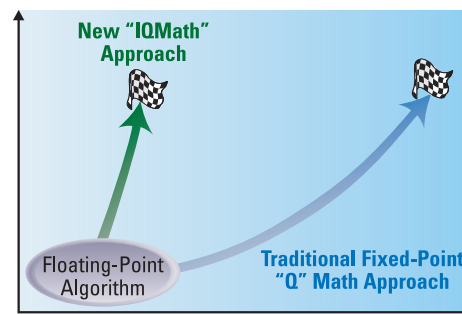 New “IQMath”
Approach
Floating-Point
Algorithm
Traditional Fixed-Point
“Q” Math Approach